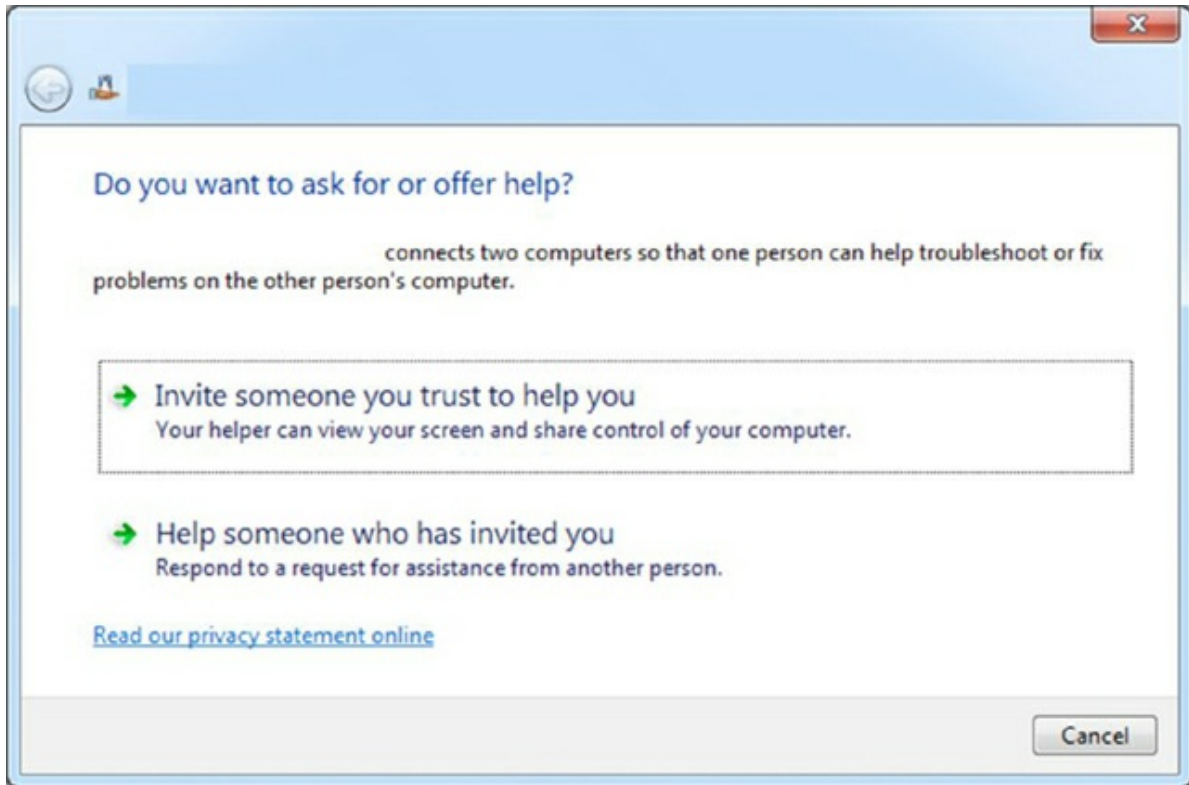 Do you want to ask for or offer help?
connects two computers so that one person can help troubleshoot or fix
problems on the other person's computer.
Invite someone you trust to help you
Your helper can view your screen and share control of your computer.
Help someone who has invited you
Respond to a request for assistance from another person.
Read our privacy statement online
Cancel